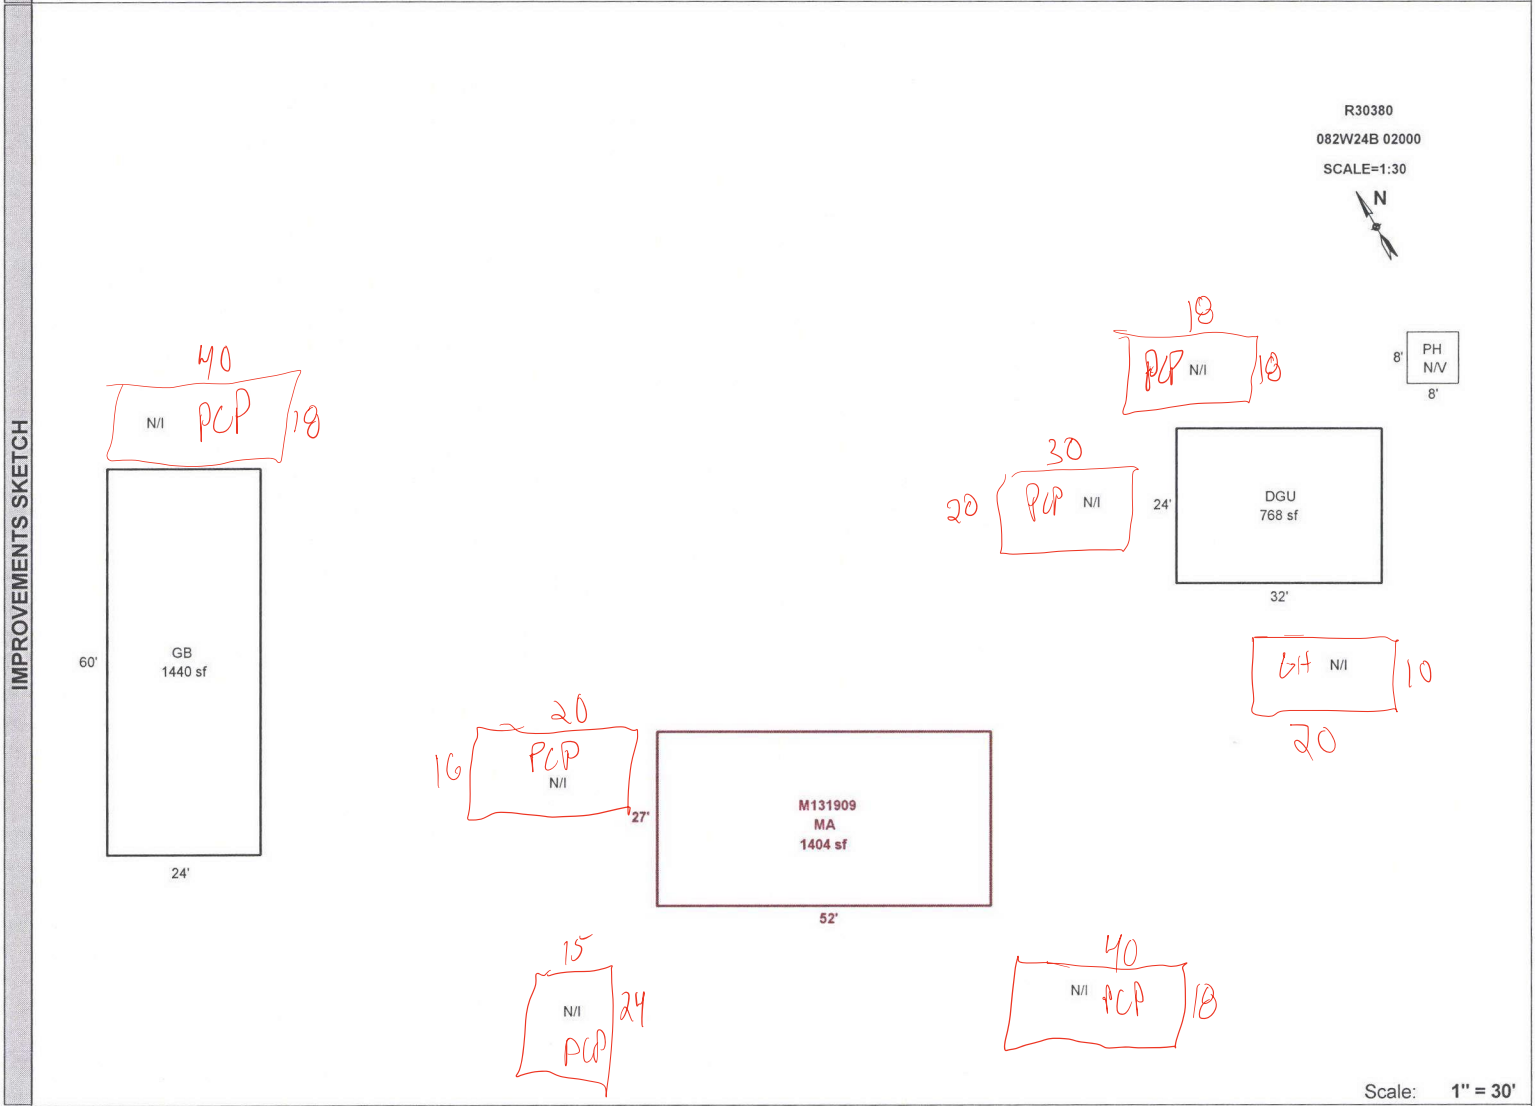 R30380
082W24B 02000
SCALE=1:30
N
18
PCP N/I
18
8'
PH
N/V
8'
40
N/I PCP
18
30
20
PCP N/I
24'
DGU
768 sf
32'
IMPROVEMENTS SKETCH
60'
GB
1440 sf
24'
GH N/I
10
20
20
16
PCP
N/I
27'
M131909
MA
1404 sf
52'
15
N/I
24
PCP
40
N/I PCP
18
Scale: 1" = 30'